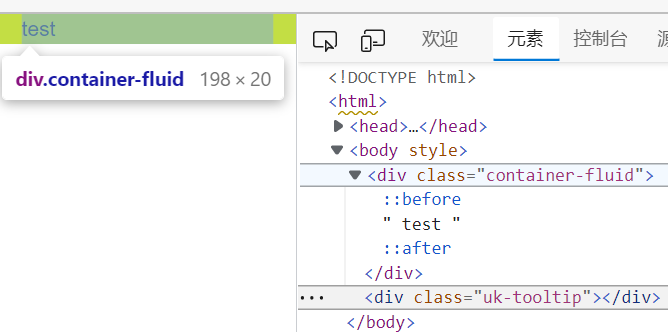 test
div.container-fluid 198 × 20
欢迎 元素 控制台
<!DOCTYPE html>
<html>
<head>…</head>
<body style>
<div class="container-fluid">
::before
" test "
::after
</div>
<div class="uk-tooltip"></div>
</body>